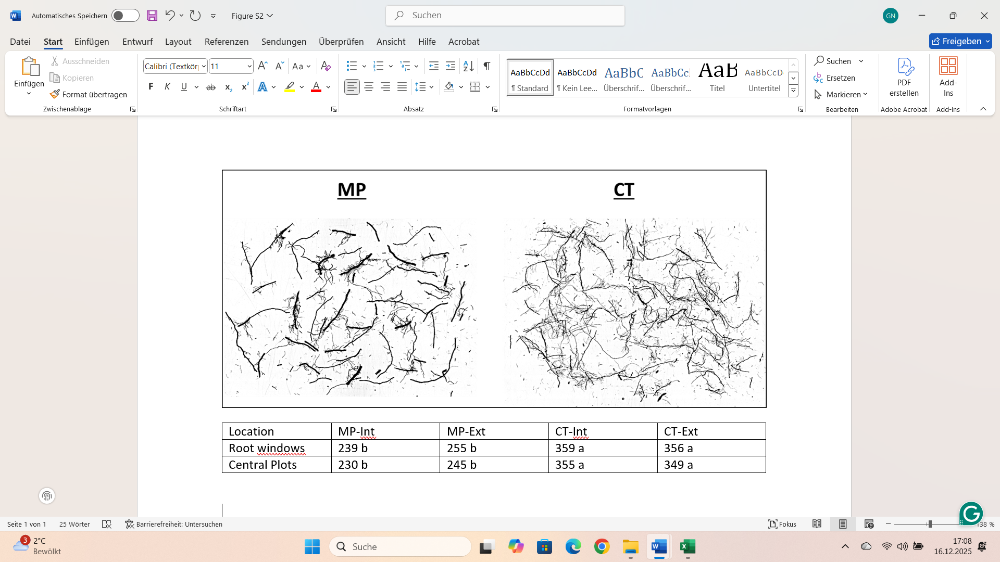 Automatisches Speichern
Figure S2
Suchen
GN
Datei Start Einfügen Entwurf Layout Referenzen Sendungen Überprüfen Ansicht Hilfe Acrobat
Freigeben
Einfügen
Ausschneiden
Kopieren
Format übertragen
Zwischenablage
Calibri (Textkör
11
Aa
F K U ab x₂ x²
Schriftart
Absatz
AaBbCcDd
¶ Standard
AaBbCcDd
¶ Kein Lee...
AaBbC
Überschrif...
AaBbCc
Überschrif...
AaB
Titel
AaBbCcD
Untertitel
Formatvorlagen
Suchen
Ersetzen
Markieren
Bearbeiten
PDF
erstellen
Adobe Acrobat
Add-
Ins
Add-Ins
MP CT
Location MP-Int MP-Ext CT-Int CT-Ext
Root windows 239 b 255 b 359 a 356 a
Central Plots 230 b 245 b 355 a 349 a
Seite 1 von 1 25 Wörter Barrierefreiheit: Untersuchen
Fokus
138 %
3
2°C
Bewölkt
Suche
17:08
16.12.2025